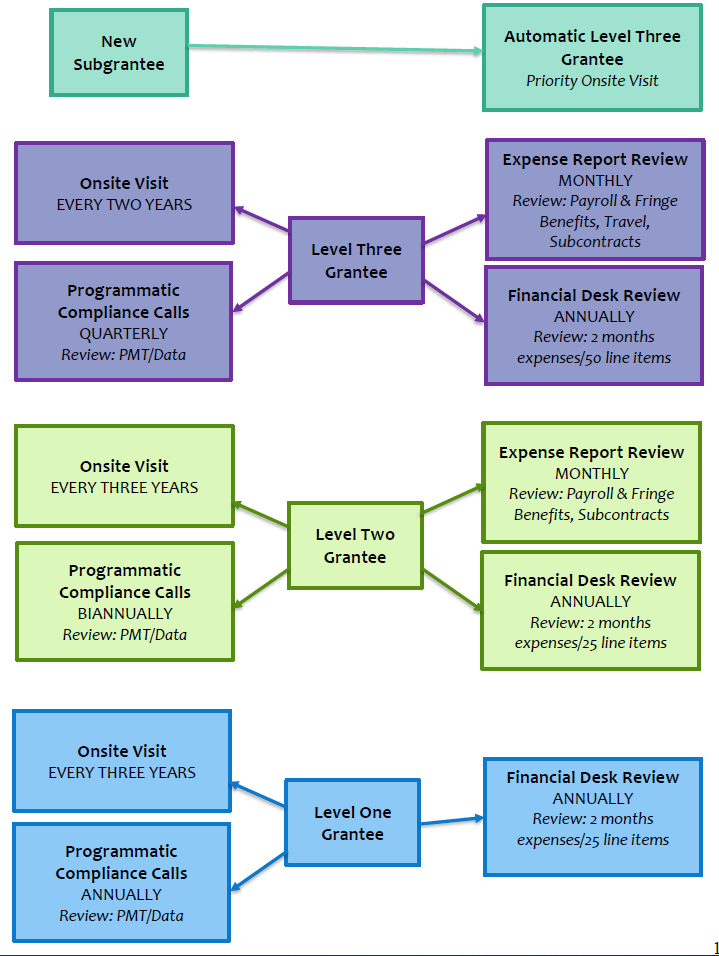 New
Subgrantee
Automatic Level Three
Grantee
Priority Onsite Visit
Onsite Visit
EVERY TWO YEARS
Programmatic
Compliance Calls
QUARTERLY
Review: PMT/Data
Level Three
Grantee
Expense Report Review
MONTHLY
Review: Payroll & Fringe
Benefits, Travel,
Subcontracts
Financial Desk Review
ANNUALLY
Review: 2 months
expenses/50 line items
Onsite Visit
EVERY THREE YEARS
Programmatic
Compliance Calls
BIANNUALLY
Review: PMT/Data
Level Two
Grantee
Expense Report Review
MONTHLY
Review: Payroll & Fringe
Benefits, Subcontracts
Financial Desk Review
ANNUALLY
Review: 2 months
expenses/25 line items
Onsite Visit
EVERY THREE YEARS
Programmatic
Compliance Calls
ANNUALLY
Review: PMT/Data
Level One
Grantee
Financial Desk Review
ANNUALLY
Review: 2 months
expenses/25 line items
1